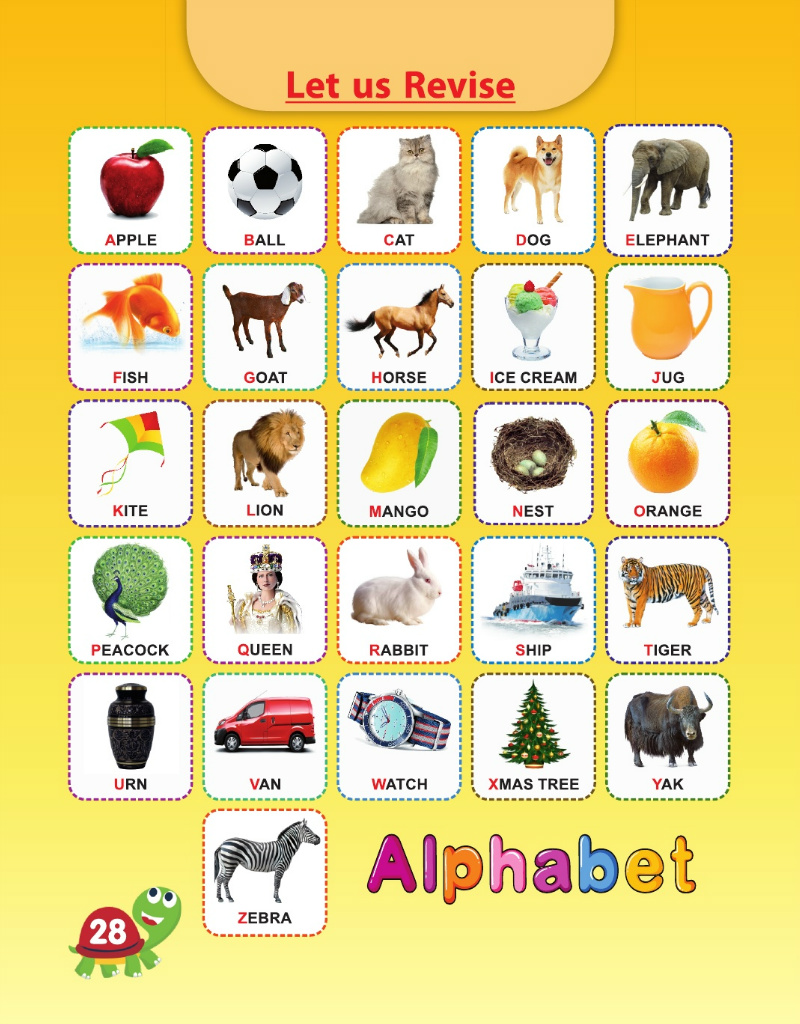 Let us Revise
APPLE BALL CAT DOG ELEPHANT
FISH GOAT HORSE ICE CREAM JUG
KITE LION MANGO NEST ORANGE
PEACOCK QUEEN RABBIT SHIP TIGER
URN VAN WATCH XMAS TREE YAK
ZEBRA
Alphabet
28